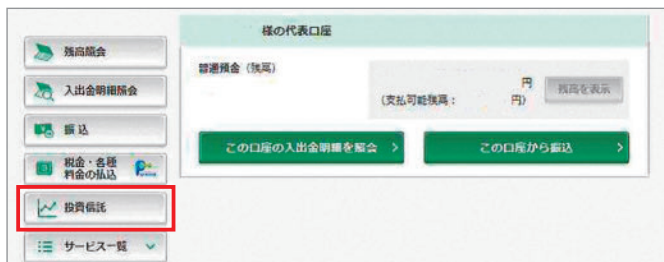 残高照会
入出金明細照会
振込
税金・各種
料金の払込
投資信託
サービス一覧
様の代表口座
普通預金(残高)
円
(支払可能残高: 円)
残高を表示
この口座の入出金明細を照会
この口座から振込